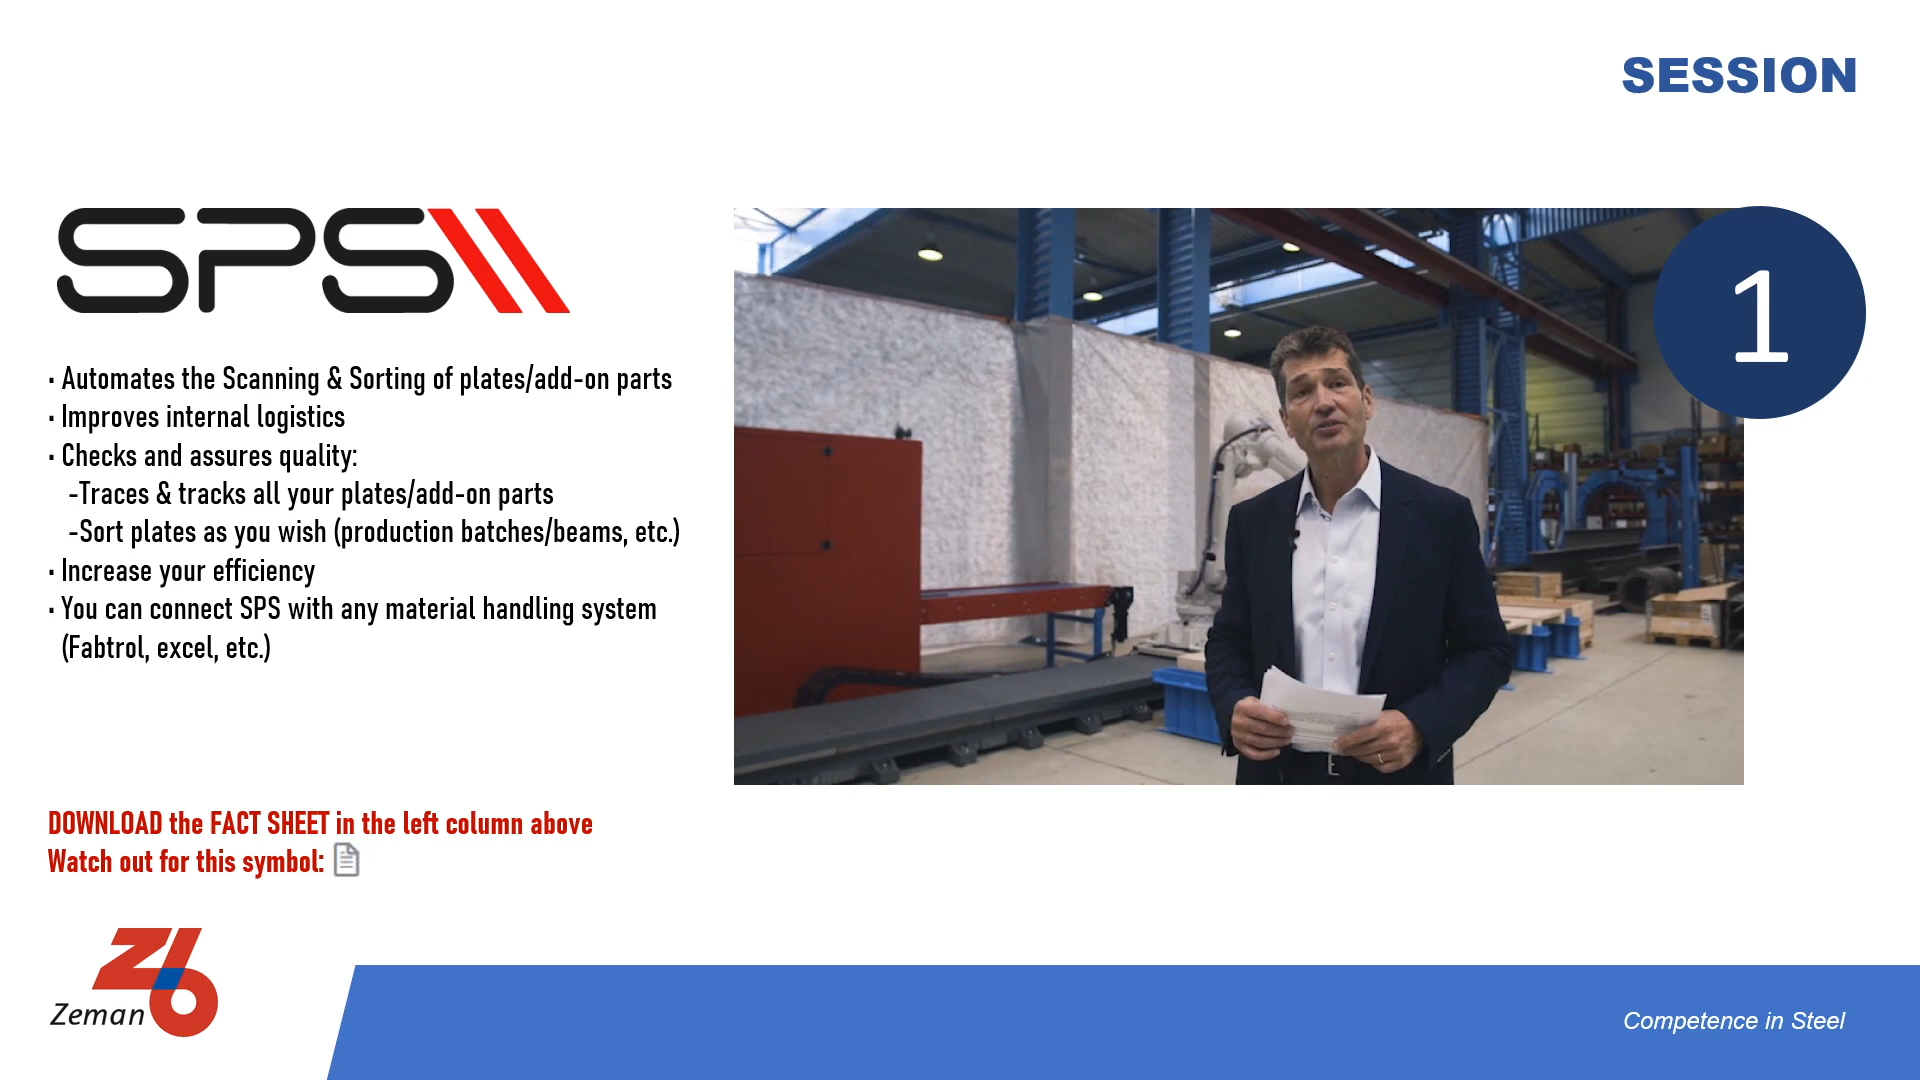 SESSION
SPS
1
· Automates the Scanning & Sorting of plates/add-on parts
· Improves internal logistics
· Checks and assures quality:
-Traces & tracks all your plates/add-on parts
-Sort plates as you wish (production batches/beams, etc.)
· Increase your efficiency
· You can connect SPS with any material handling system
(Fabtrol, excel, etc.)
DOWNLOAD the FACT SHEET in the left column above
Watch out for this symbol:
Zeman
Competence in Steel